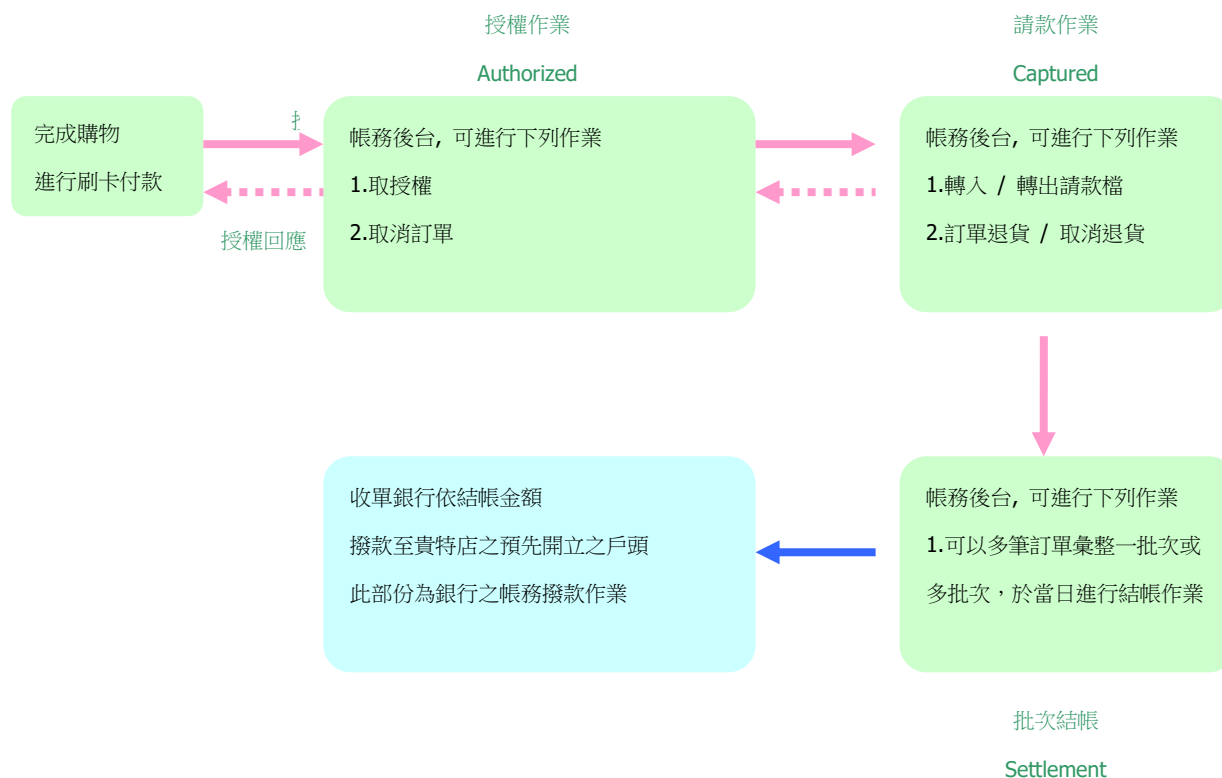 授權作業
Authorized
請款作業
Captured
完成購物
進行刷卡付款
授權回應
帳務後台, 可進行下列作業
1.取授權
2.取消訂單
帳務後台, 可進行下列作業
1.轉入 / 轉出請款檔
2.訂單退貨 / 取消退貨
收單銀行依結帳金額
撥款至貴特店之預先開立之戶頭
此部份為銀行之帳務撥款作業
帳務後台, 可進行下列作業
1.可以多筆訂單彙整一批次或
多批次，於當日進行結帳作業
批次結帳
Settlement